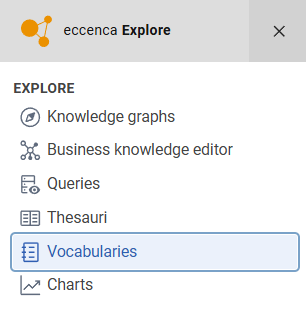 eccenca Explore
EXPLORE
Knowledge graphs
Business knowledge editor
Queries
Thesauri
Vocabularies
Charts